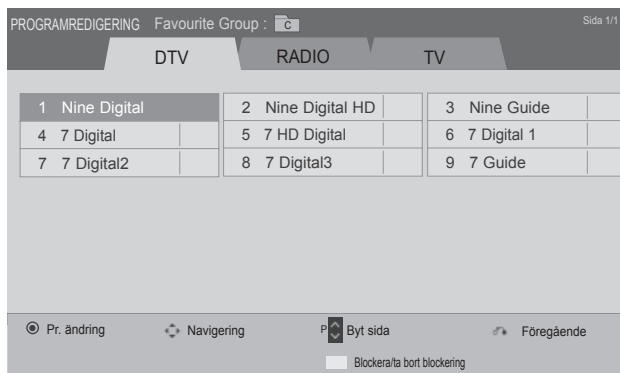 PROGRAMREDIGERING Favourite Group : C Sida 1/1
DTV RADIO TV
1 Nine Digital 2 Nine Digital HD 3 Nine Guide
4 7 Digital 5 7 HD Digital 6 7 Digital 1
7 7 Digital2 8 7 Digital3 9 7 Guide
Pr. ändring Navigering P Byt sida Föregående
Blockera/ta bort blockering